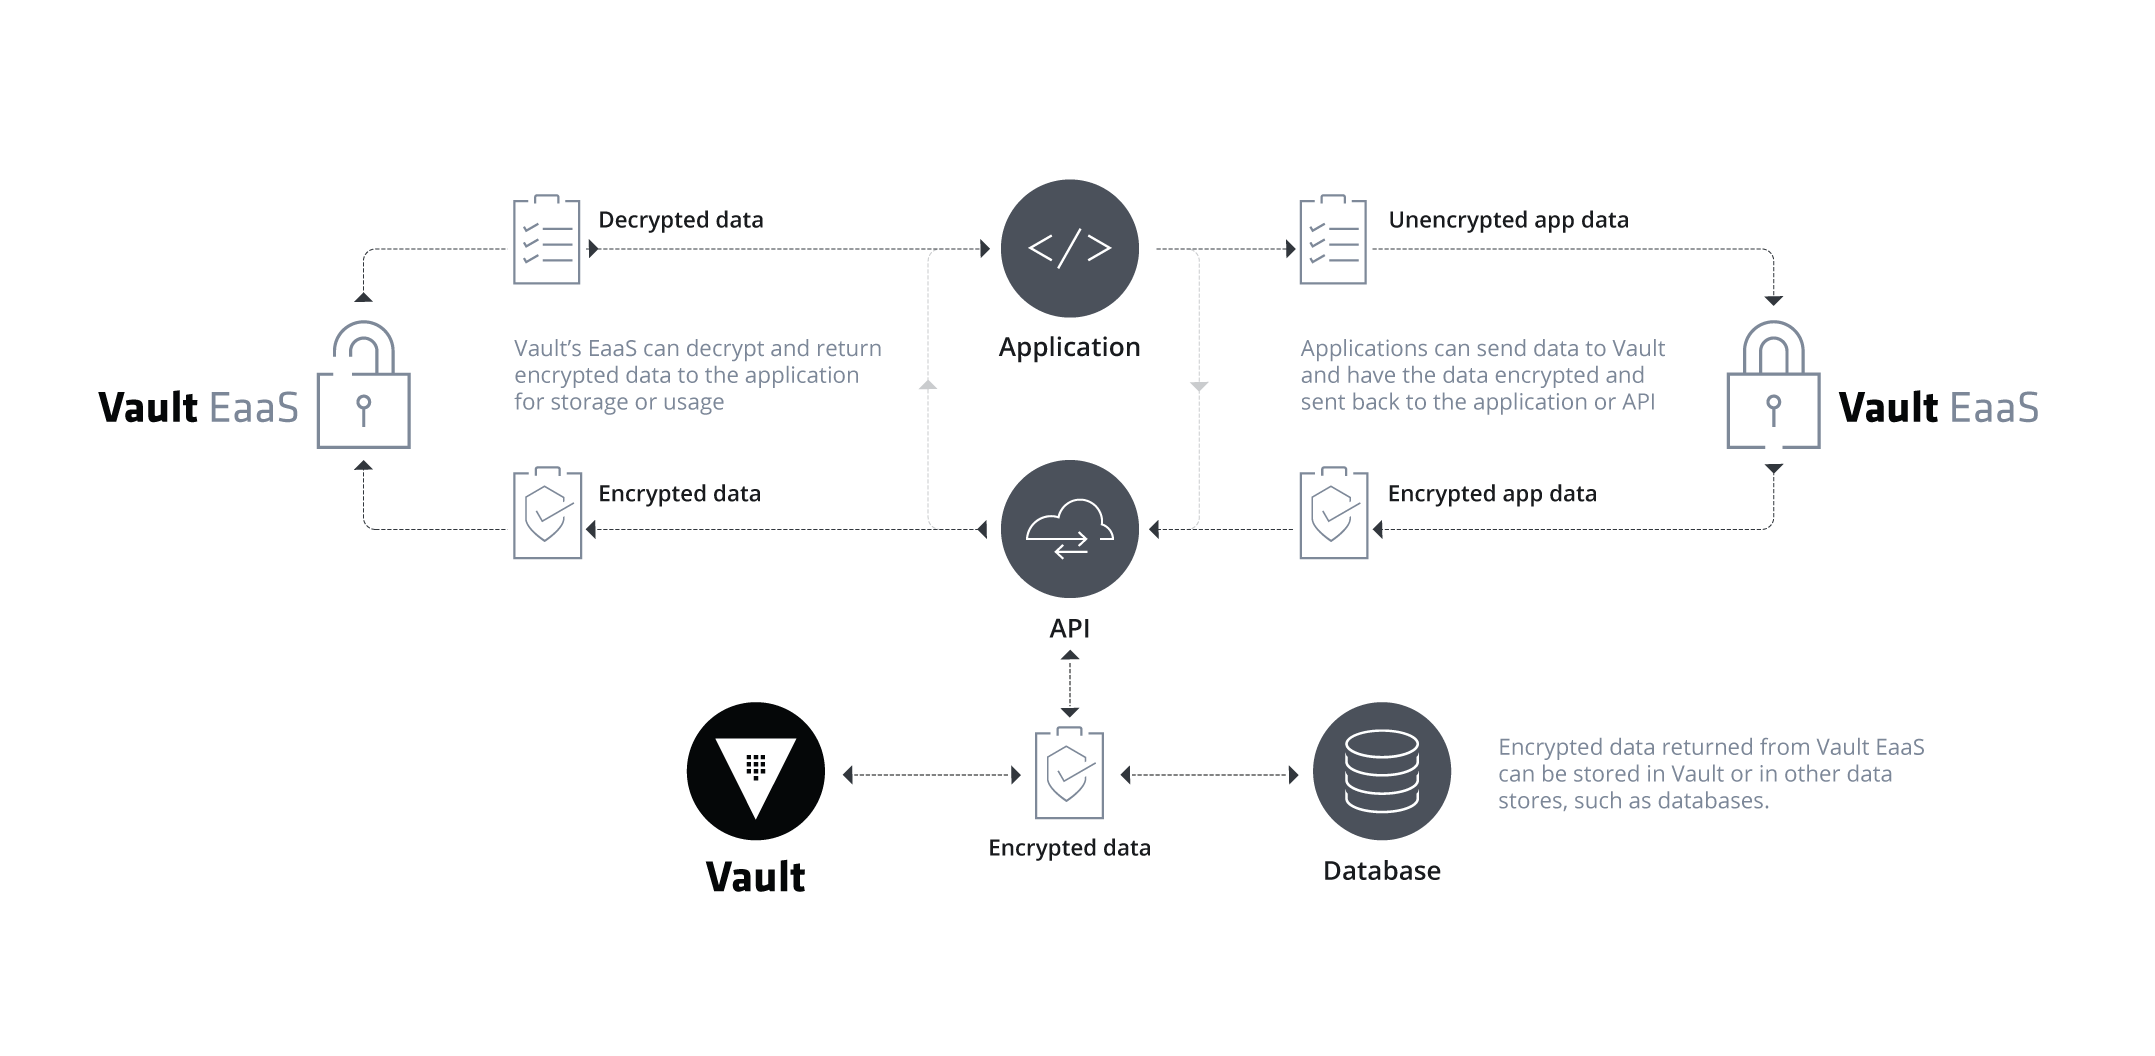 Decrypted data
Unencrypted app data
Application
Vault’s EaaS can decrypt and return
encrypted data to the application
for storage or usage
Applications can send data to Vault
and have the data encrypted and
sent back to the application or API
Vault EaaS
Vault EaaS
Encrypted data
Encrypted app data
API
Encrypted data returned from Vault EaaS
can be stored in Vault or in other data
stores, such as databases.
Encrypted data
Vault
Database